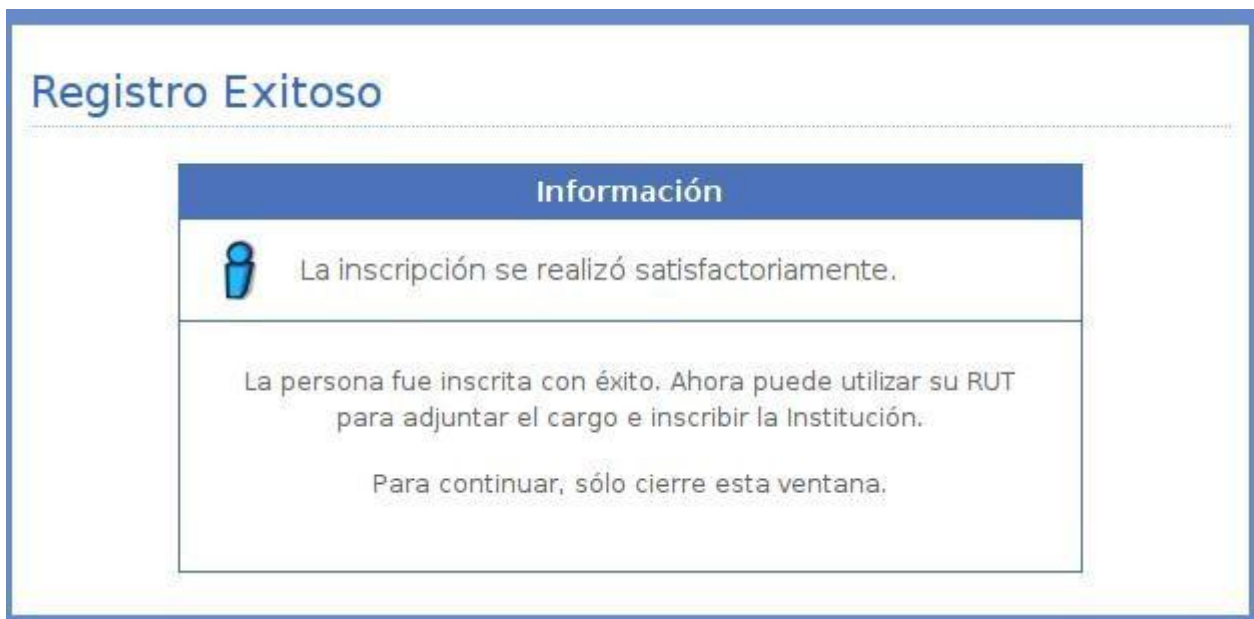 Registro Exitoso
Información
La inscripción se realizó satisfactoriamente.
La persona fue inscrita con éxito. Ahora puede utilizar su RUT
para adjuntar el cargo e inscribir la Institución.
Para continuar, sólo cierre esta ventana.